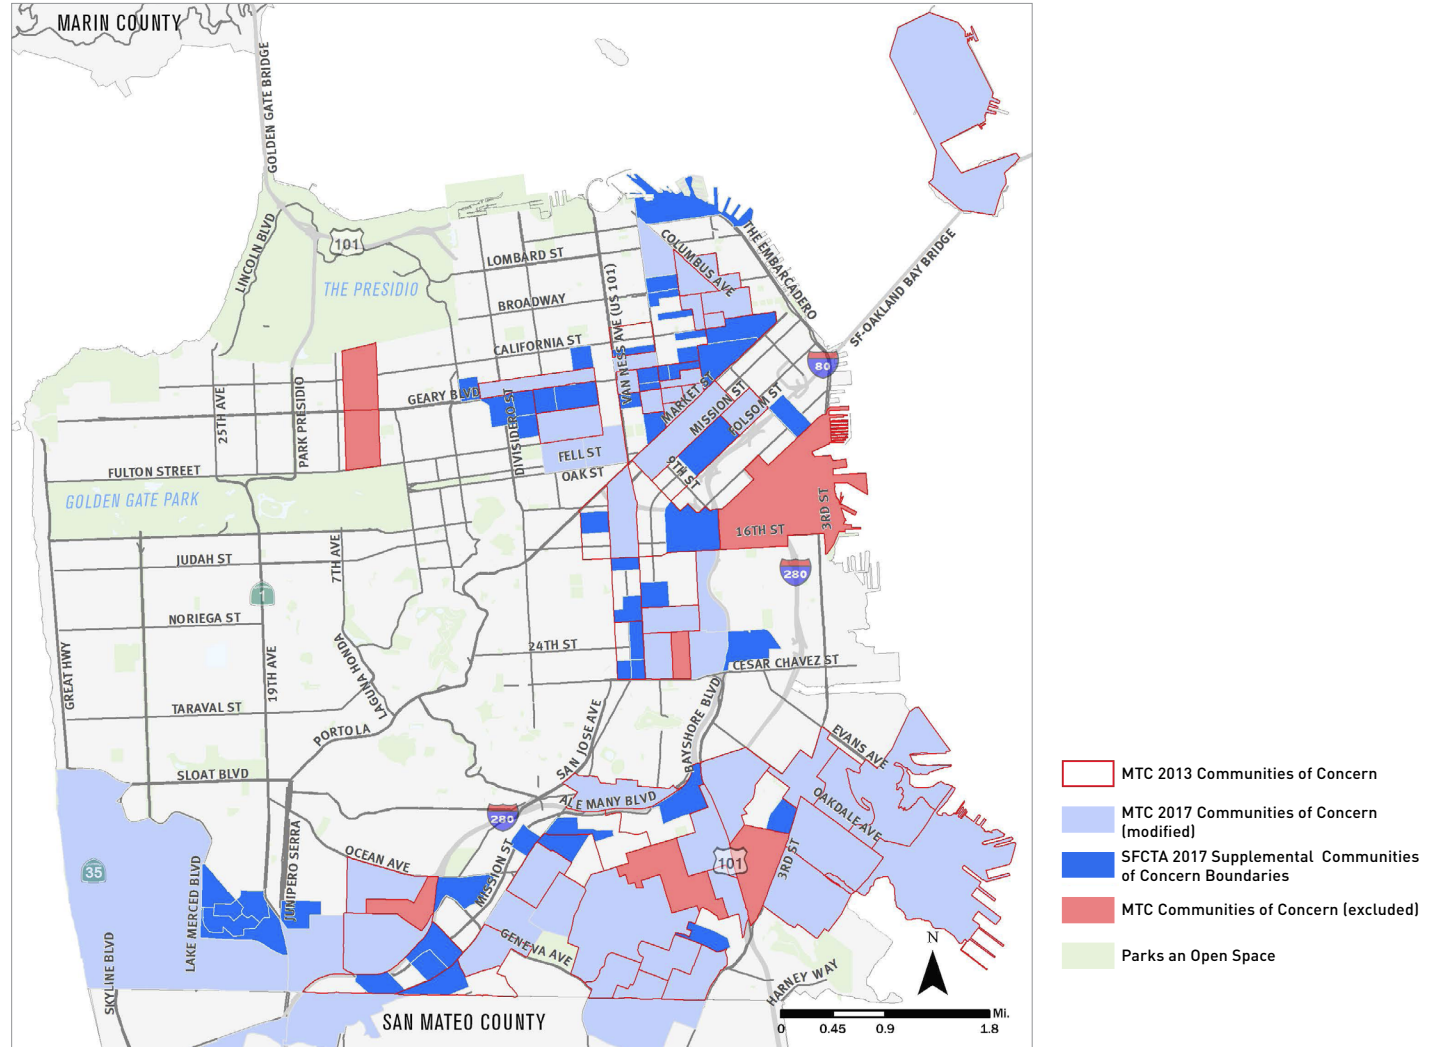 MARIN COUNTY
GOLDEN GATE BRIDGE
LINCOLN BLVD
101
THE PRESIDIO
LOMBARD ST
BROADWAY
CALIFORNIA ST
VAN NESS AVE (US 101)
COLUMBUS AVE
THE EMBARCADERO
SF-OAKLAND BAY BRIDGE
80
25TH AVE
PARK PRESIDIO
GEARY BLVD
DIVISIDERO ST
MARKET ST
MISSION ST
FOLSOM ST
9TH ST
FELL ST
OAK ST
FULTON STREET
GOLDEN GATE PARK
16TH ST
3RD ST
280
JUDAH ST
7TH AVE
1
NORIEGA ST
24TH ST
CESAR CHAVEZ ST
GREAT HWY
19TH AVE
LAGUNA HONDA
TARAVAL ST
PORTOLA
SAN JOSE AVE
BAYSHORE BLVD
EVANS AVE
SLOAT BLVD
ALEMANY BLVD
OAKDALE AVE
280
OCEAN AVE
JUNIPERO SERRA
MISSION ST
101
3RD ST
35
LAKE MERCED BLVD
SKYLINE BLVD
GENEVA AVE
HARNEY WAY
SAN MATEO COUNTY
N
Mi.
0 0.45 0.9 1.8
MTC 2013 Communities of Concern
MTC 2017 Communities of Concern
(modified)
SFCTA 2017 Supplemental Communities
of Concern Boundaries
MTC Communities of Concern (excluded)
Parks an Open Space